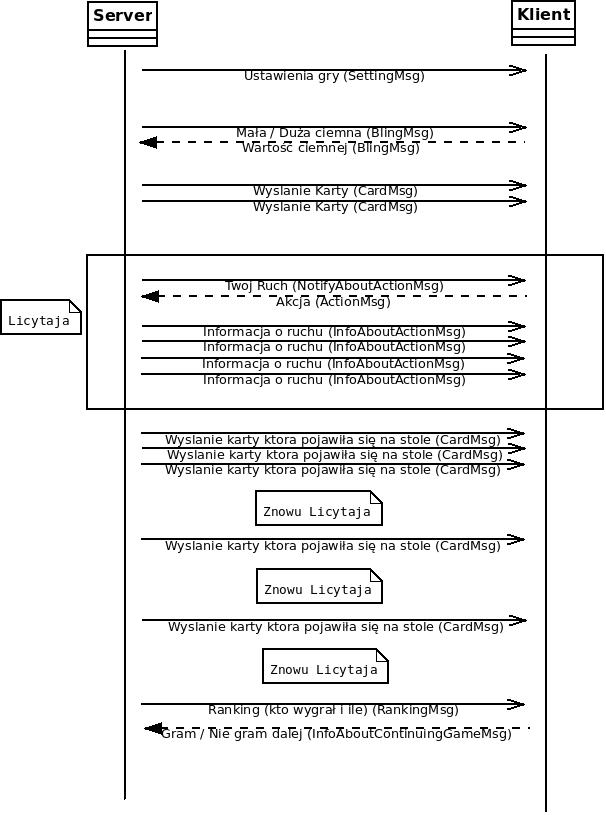 Server
Klient
Ustawienia gry (SettingMsg)
Mała / Duża ciemna (BlingMsg)
Wartosc ciemnej (BlingMsg)
Wyslanie Karty (CardMsg)
Wyslanie Karty (CardMsg)
Twoj Ruch (NotifyAboutActionMsg)
Akcja (ActionMsg)
Licytaja
Informacja o ruchu (InfoAboutActionMsg)
Informacja o ruchu (InfoAboutActionMsg)
Informacja o ruchu (InfoAboutActionMsg)
Informacja o ruchu (InfoAboutActionMsg)
Wyslanie karty ktora pojawiła się na stole (CardMsg)
Wyslanie karty ktora pojawiła się na stole (CardMsg)
Wyslanie karty ktora pojawiła się na stole (CardMsg)
Znowu Licytaja
Wyslanie karty ktora pojawiła się na stole (CardMsg)
Znowu Licytaja
Wyslanie karty ktora pojawiła się na stole (CardMsg)
Znowu Licytaja
Ranking (kto wygrał i ile) (RankingMsg)
Gram / Nie gram dalej (InfoAboutContinuingGameMsg)